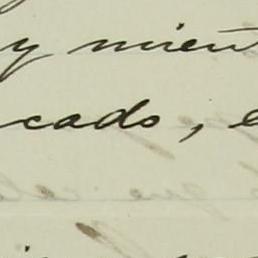 y mient
cado, e